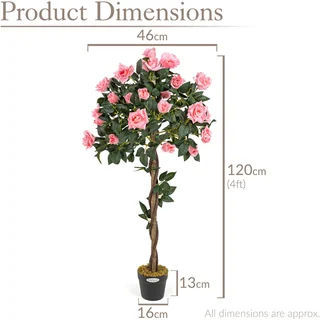 Product Dimensions
46cm
120cm
(4ft)
13cm
16cm
All dimensions are approx.